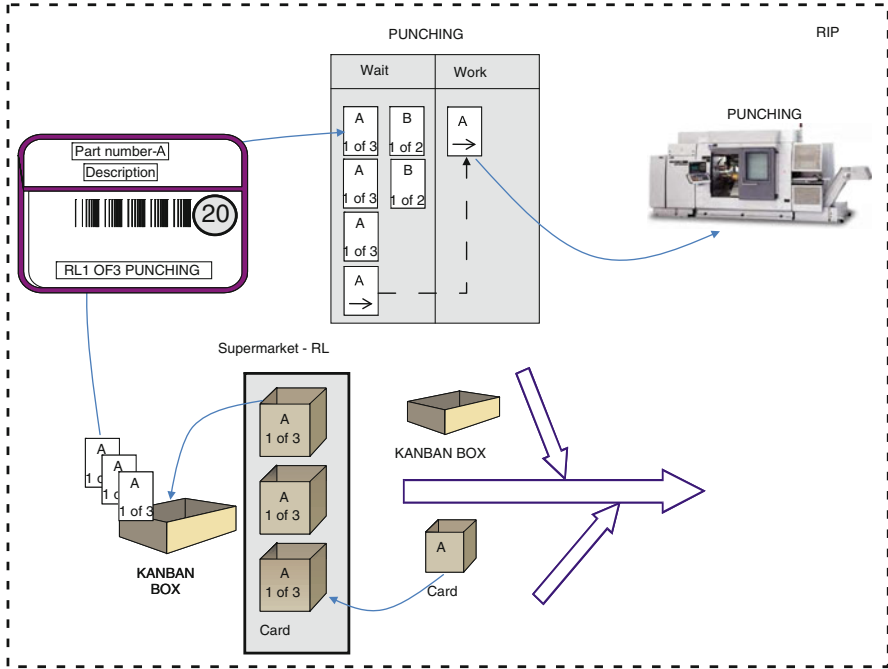 PUNCHING
RIP
Wait
Work
PUNCHING
A
1 of 3
B
1 of 2
A
A
1 of 3
B
1 of 2
A
1 of 3
A
Part number-A
Description
20
RL1 OF3 PUNCHING
Supermarket - RL
A
1 of 3
A
1 of 3
A
1 of 3
Card
A
1 o
A
1 o
A
1 of 3
KANBAN
BOX
KANBAN BOX
A
Card